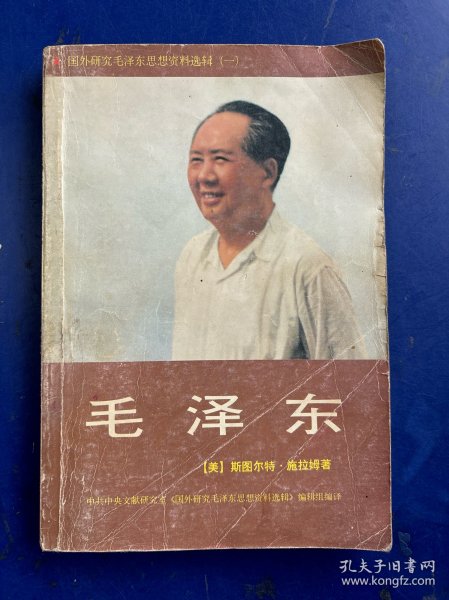 国外研究毛泽东思想资料选辑（一）
毛泽东
【美】斯图尔特·施拉姆著
中共中央文献研究室《国外研究毛泽东思想资料选辑》编辑组编译
孔夫子旧书网
www.kongfz.com